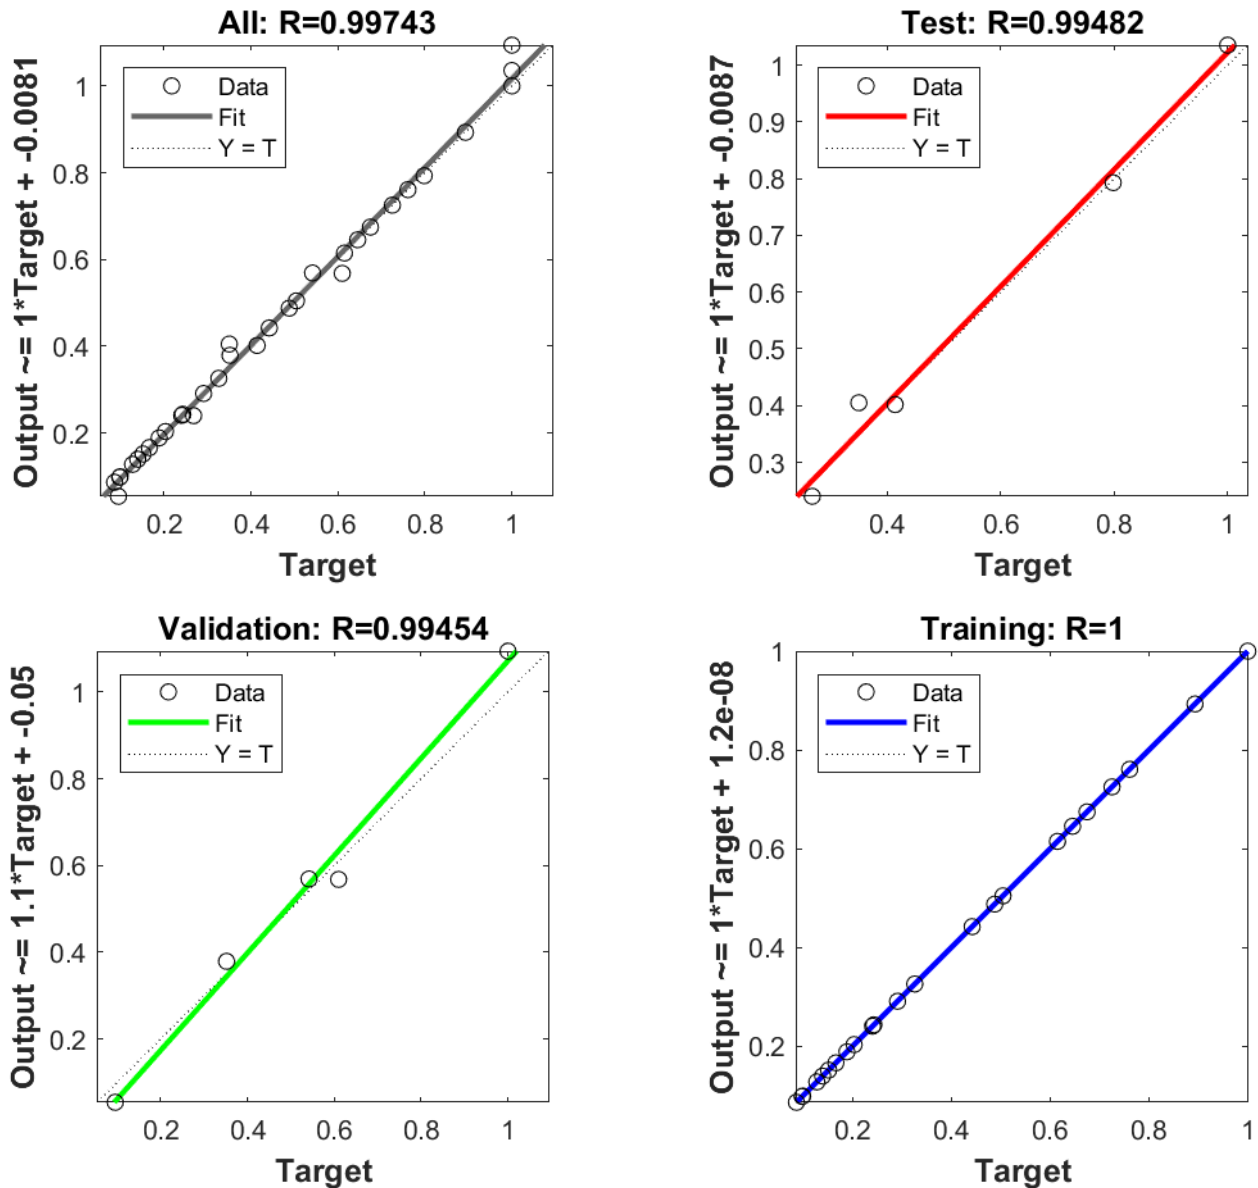 All: R=0.99743
Output ~= 1*Target + -0.0081
1
0.8
0.6
0.4
0.2
Data
Fit
Y = T
0.2 0.4 0.6 0.8 1
Target
Test: R=0.99482
Output ~= 1*Target + -0.0087
1
0.9
0.8
0.7
0.6
0.5
0.4
0.3
Data
Fit
Y = T
0.4 0.6 0.8 1
Target
Validation: R=0.99454
Output ~= 1.1*Target + -0.05
1
0.8
0.6
0.4
0.2
Data
Fit
Y = T
0.2 0.4 0.6 0.8 1
Target
Training: R=1
Output ~= 1*Target + 1.2e-08
1
0.8
0.6
0.4
0.2
Data
Fit
Y = T
0.2 0.4 0.6 0.8 1
Target